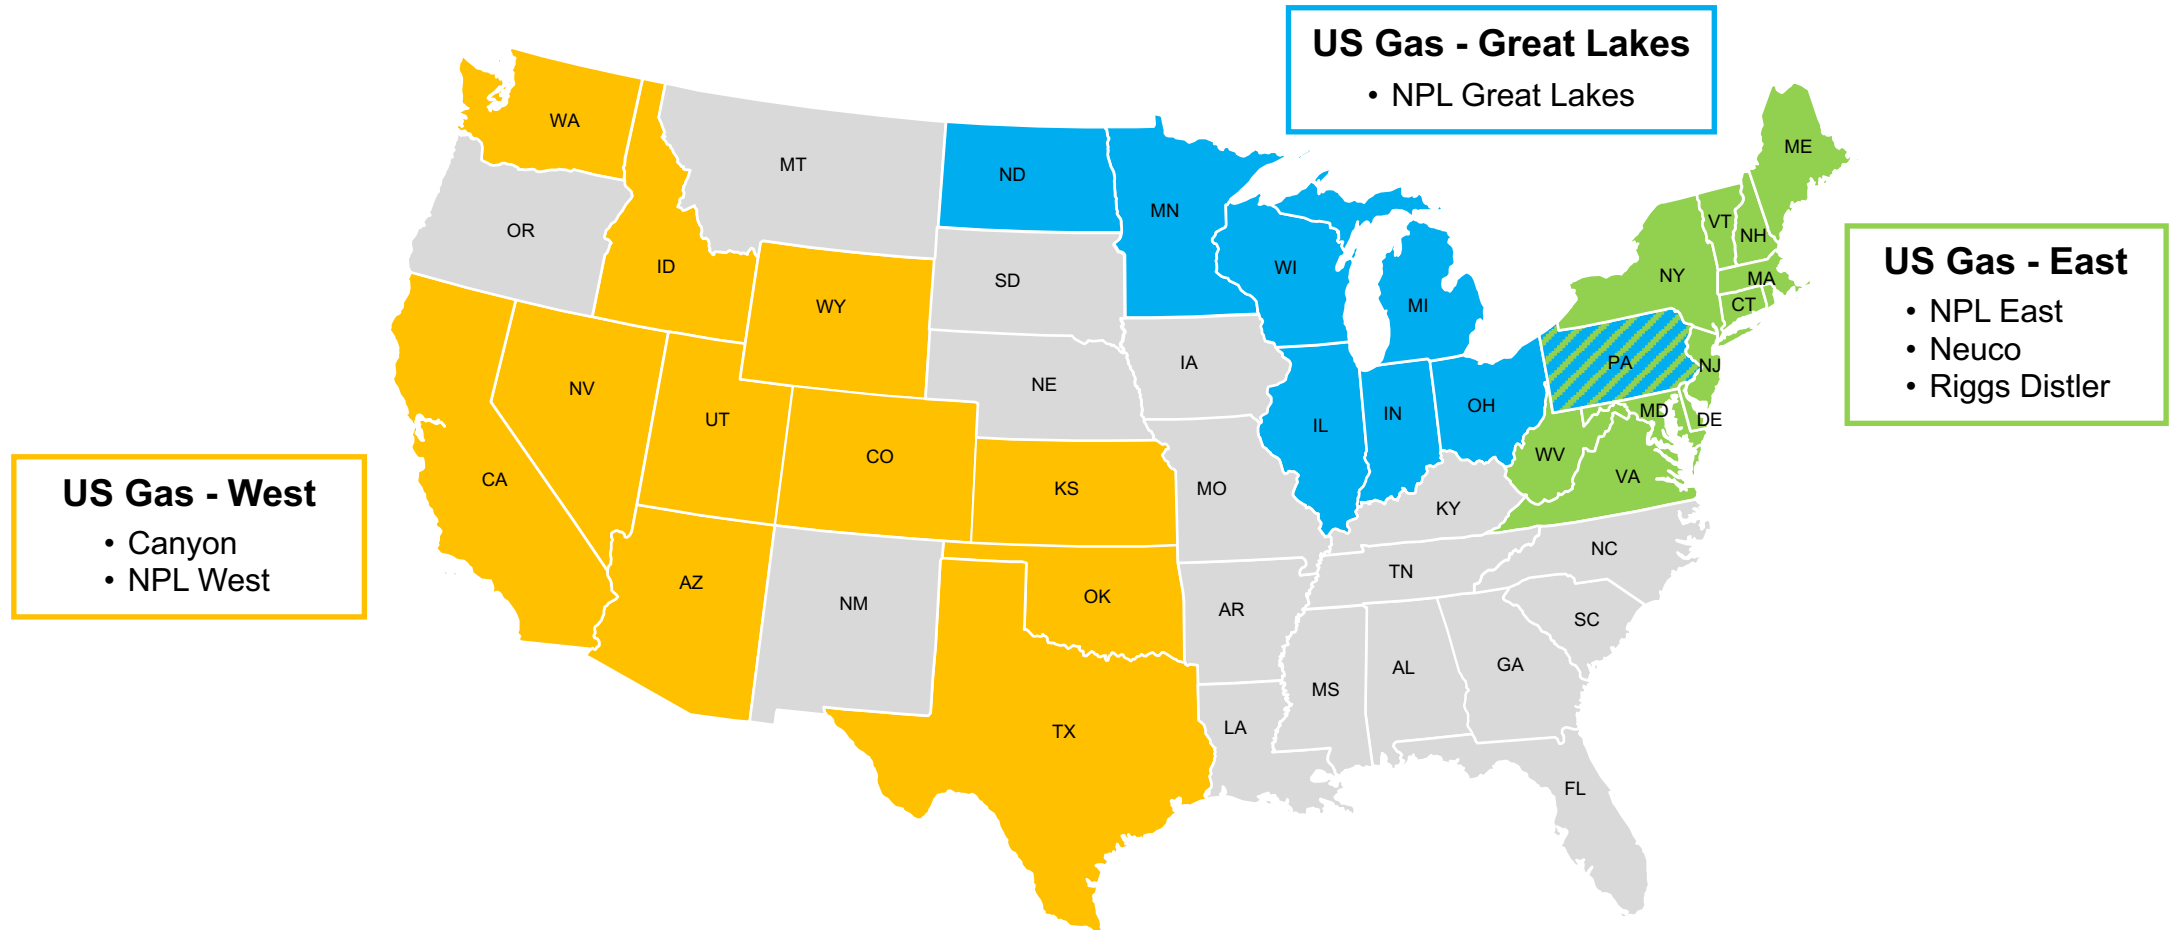 US Gas - Great Lakes
• NPL Great Lakes
US Gas - East
• NPL East
• Neuco
• Riggs Distler
US Gas - West
• Canyon
• NPL West
WA
MT
ND
MN
ME
OR
ID
WY
SD
WI
MI
VT
NH
NY
MA
CT
NV
UT
CO
NE
IA
IL
IN
OH
PA
NJ
MD
DE
CA
KS
MO
KY
WV
VA
AZ
NM
OK
AR
TN
NC
SC
TX
LA
MS
AL
GA
FL